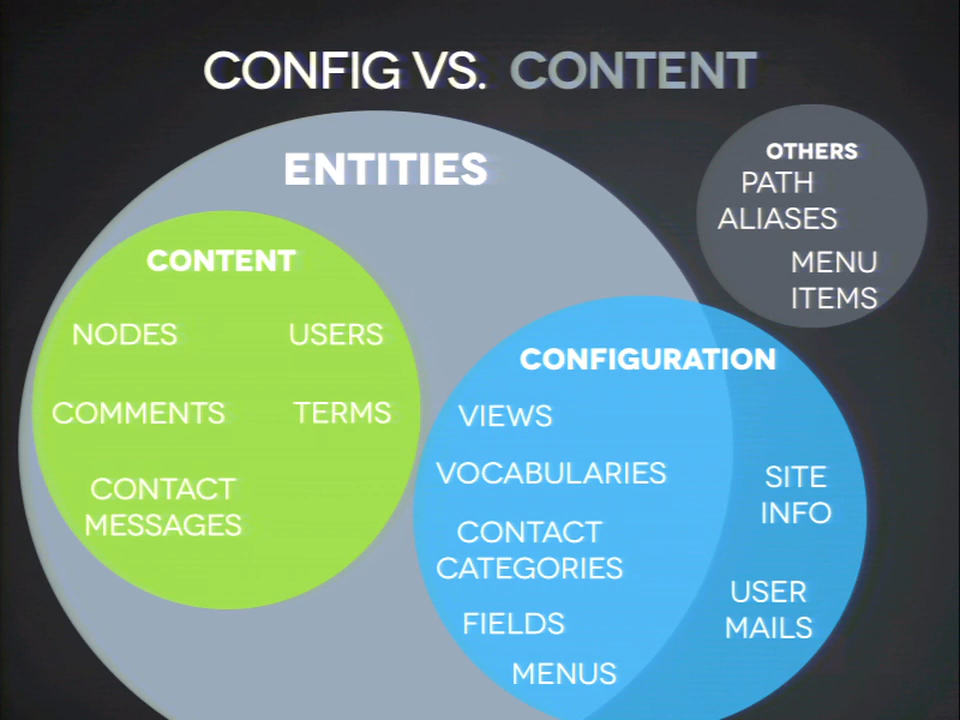 CONFIG VS. CONTENT
ENTITIES
OTHERS
PATH
ALIASES
MENU
ITEMS
CONTENT
NODES
USERS
COMMENTS
TERMS
CONTACT
MESSAGES
CONFIGURATION
VIEWS
VOCABULARIES
CONTACT
CATEGORIES
FIELDS
MENUS
SITE
INFO
USER
MAILS